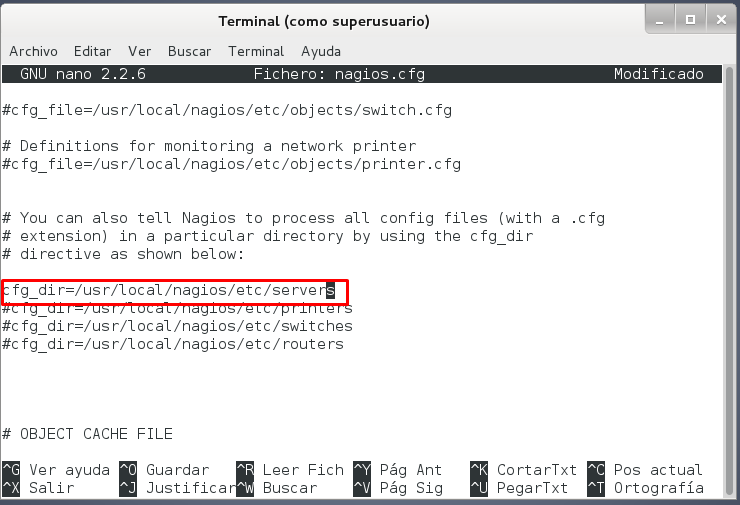 Terminal (como superusuario)
Archivo Editar Ver Buscar Terminal Ayuda
GNU nano 2.2.6 Fichero: nagios.cfg Modificado
#cfg_file=/usr/local/nagios/etc/objects/switch.cfg
# Definitions for monitoring a network printer
#cfg_file=/usr/local/nagios/etc/objects/printer.cfg
# You can also tell Nagios to process all config files (with a .cfg
# extension) in a particular directory by using the cfg_dir
# directive as shown below:
cfg_dir=/usr/local/nagios/etc/servers
#cfg_dir=/usr/local/nagios/etc/printers
#cfg_dir=/usr/local/nagios/etc/switches
#cfg_dir=/usr/local/nagios/etc/routers
# OBJECT CACHE FILE
^G Ver ayuda ^O Guardar ^R Leer Fich ^Y Pág Ant ^K CortarTxt ^C Pos actual
^X Salir ^J Justificar ^W Buscar ^V Pág Sig ^U PegarTxt ^T Ortografía